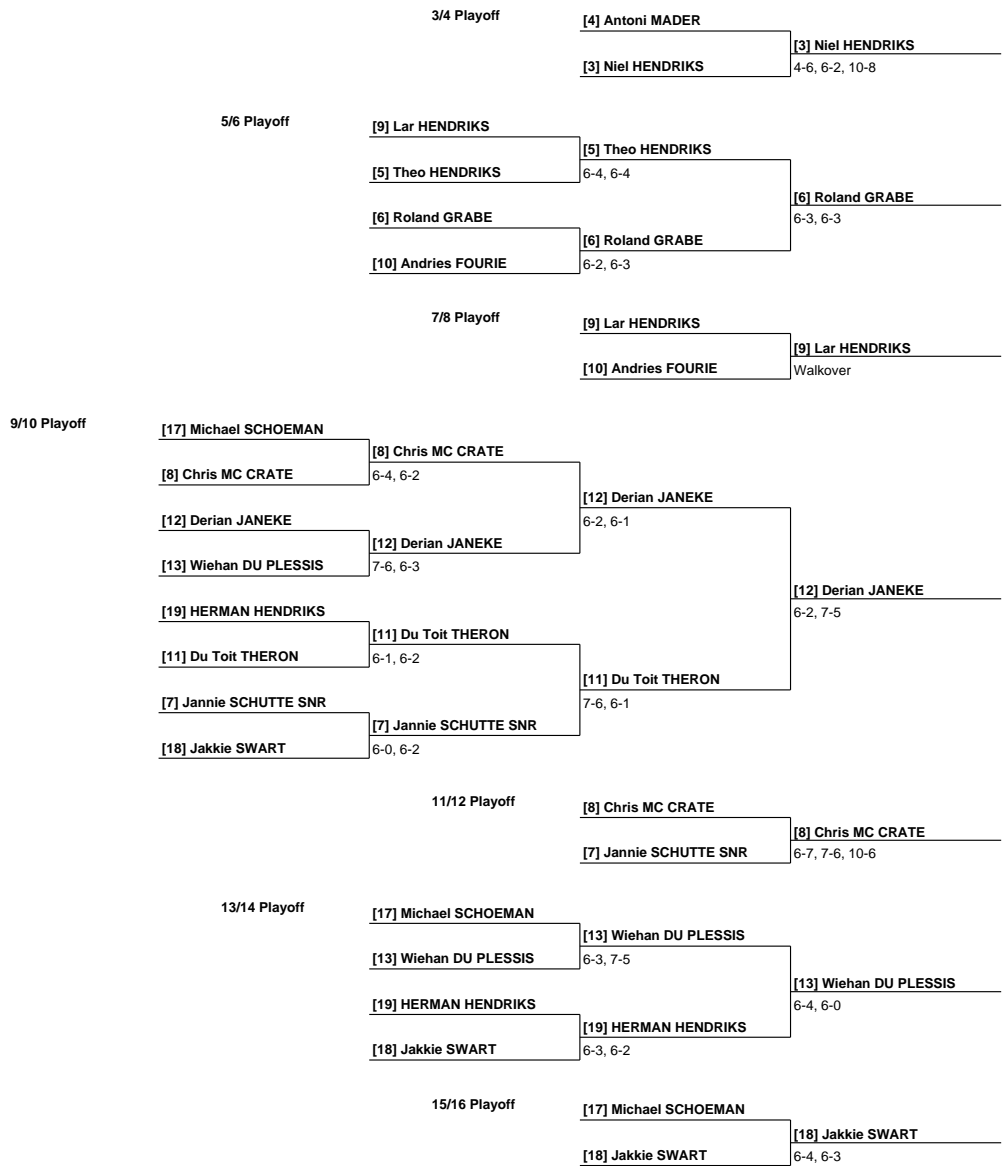 3/4 Playoff
[4] Antoni MADER
[3] Niel HENDRIKS
[3] Niel HENDRIKS
4-6, 6-2, 10-8
5/6 Playoff
[9] Lar HENDRIKS
[5] Theo HENDRIKS
[5] Theo HENDRIKS
6-4, 6-4
[6] Roland GRABE
[6] Roland GRABE
6-3, 6-3
[6] Roland GRABE
[10] Andries FOURIE
6-2, 6-3
7/8 Playoff
[9] Lar HENDRIKS
[9] Lar HENDRIKS
[10] Andries FOURIE
Walkover
9/10 Playoff
[17] Michael SCHOEMAN
[8] Chris MC CRATE
[8] Chris MC CRATE
6-4, 6-2
[12] Derian JANEKE
[12] Derian JANEKE
6-2, 6-1
[12] Derian JANEKE
[13] Wiehan DU PLESSIS
7-6, 6-3
[12] Derian JANEKE
6-2, 7-5
[19] HERMAN HENDRIKS
[11] Du Toit THERON
[11] Du Toit THERON
6-1, 6-2
[11] Du Toit THERON
7-6, 6-1
[7] Jannie SCHUTTE SNR
[7] Jannie SCHUTTE SNR
[18] Jakkie SWART
6-0, 6-2
11/12 Playoff
[8] Chris MC CRATE
[8] Chris MC CRATE
[7] Jannie SCHUTTE SNR
6-7, 7-6, 10-6
13/14 Playoff
[17] Michael SCHOEMAN
[13] Wiehan DU PLESSIS
[13] Wiehan DU PLESSIS
6-3, 7-5
[13] Wiehan DU PLESSIS
6-4, 6-0
[19] HERMAN HENDRIKS
[19] HERMAN HENDRIKS
[18] Jakkie SWART
6-3, 6-2
15/16 Playoff
[17] Michael SCHOEMAN
[18] Jakkie SWART
[18] Jakkie SWART
6-4, 6-3